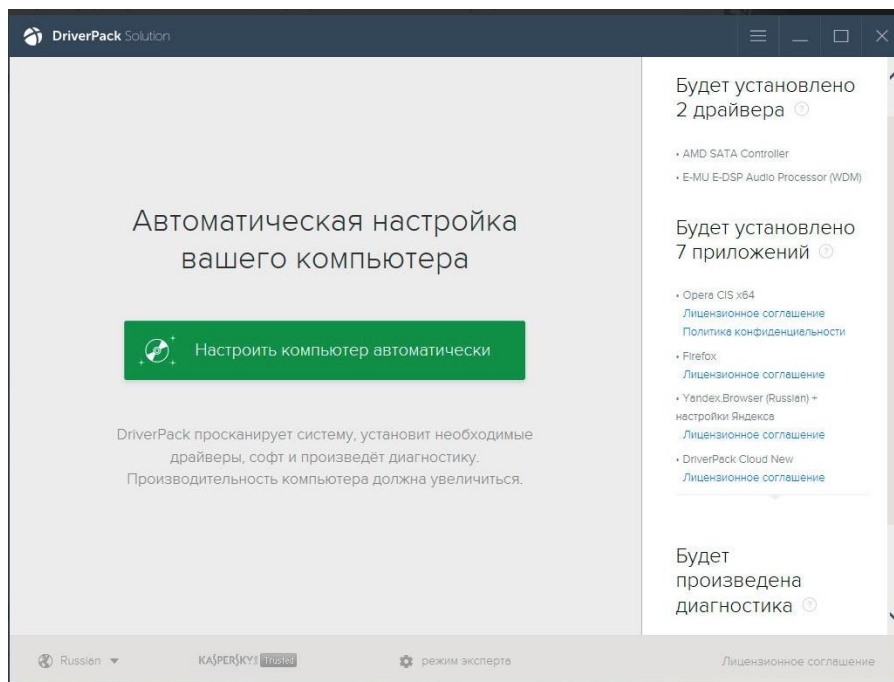 DriverPack Solution
Автоматическая настройка
вашего компьютера
Настроить компьютер автоматически
DriverPack просканирует систему, установит необходимые
драйверы, софт и произведёт диагностику.
Производительность компьютера должна увеличиться.
Будет установлено
2 драйвера ?
• AMD SATA Controller
• E-MU E-DSP Audio Processor (WDM)
Будет установлено
7 приложений ?
• Opera CIS x64
Лицензионное соглашение
Политика конфиденциальности
• Firefox
Лицензионное соглашение
• Yandex.Browser (Russian) +
настройки Яндекса
Лицензионное соглашение
• DriverPack Cloud New
Лицензионное соглашение
Будет
произведена
диагностика ?
Russian
KASPERSKY Trusted
режим эксперта
Лицензионное соглашение